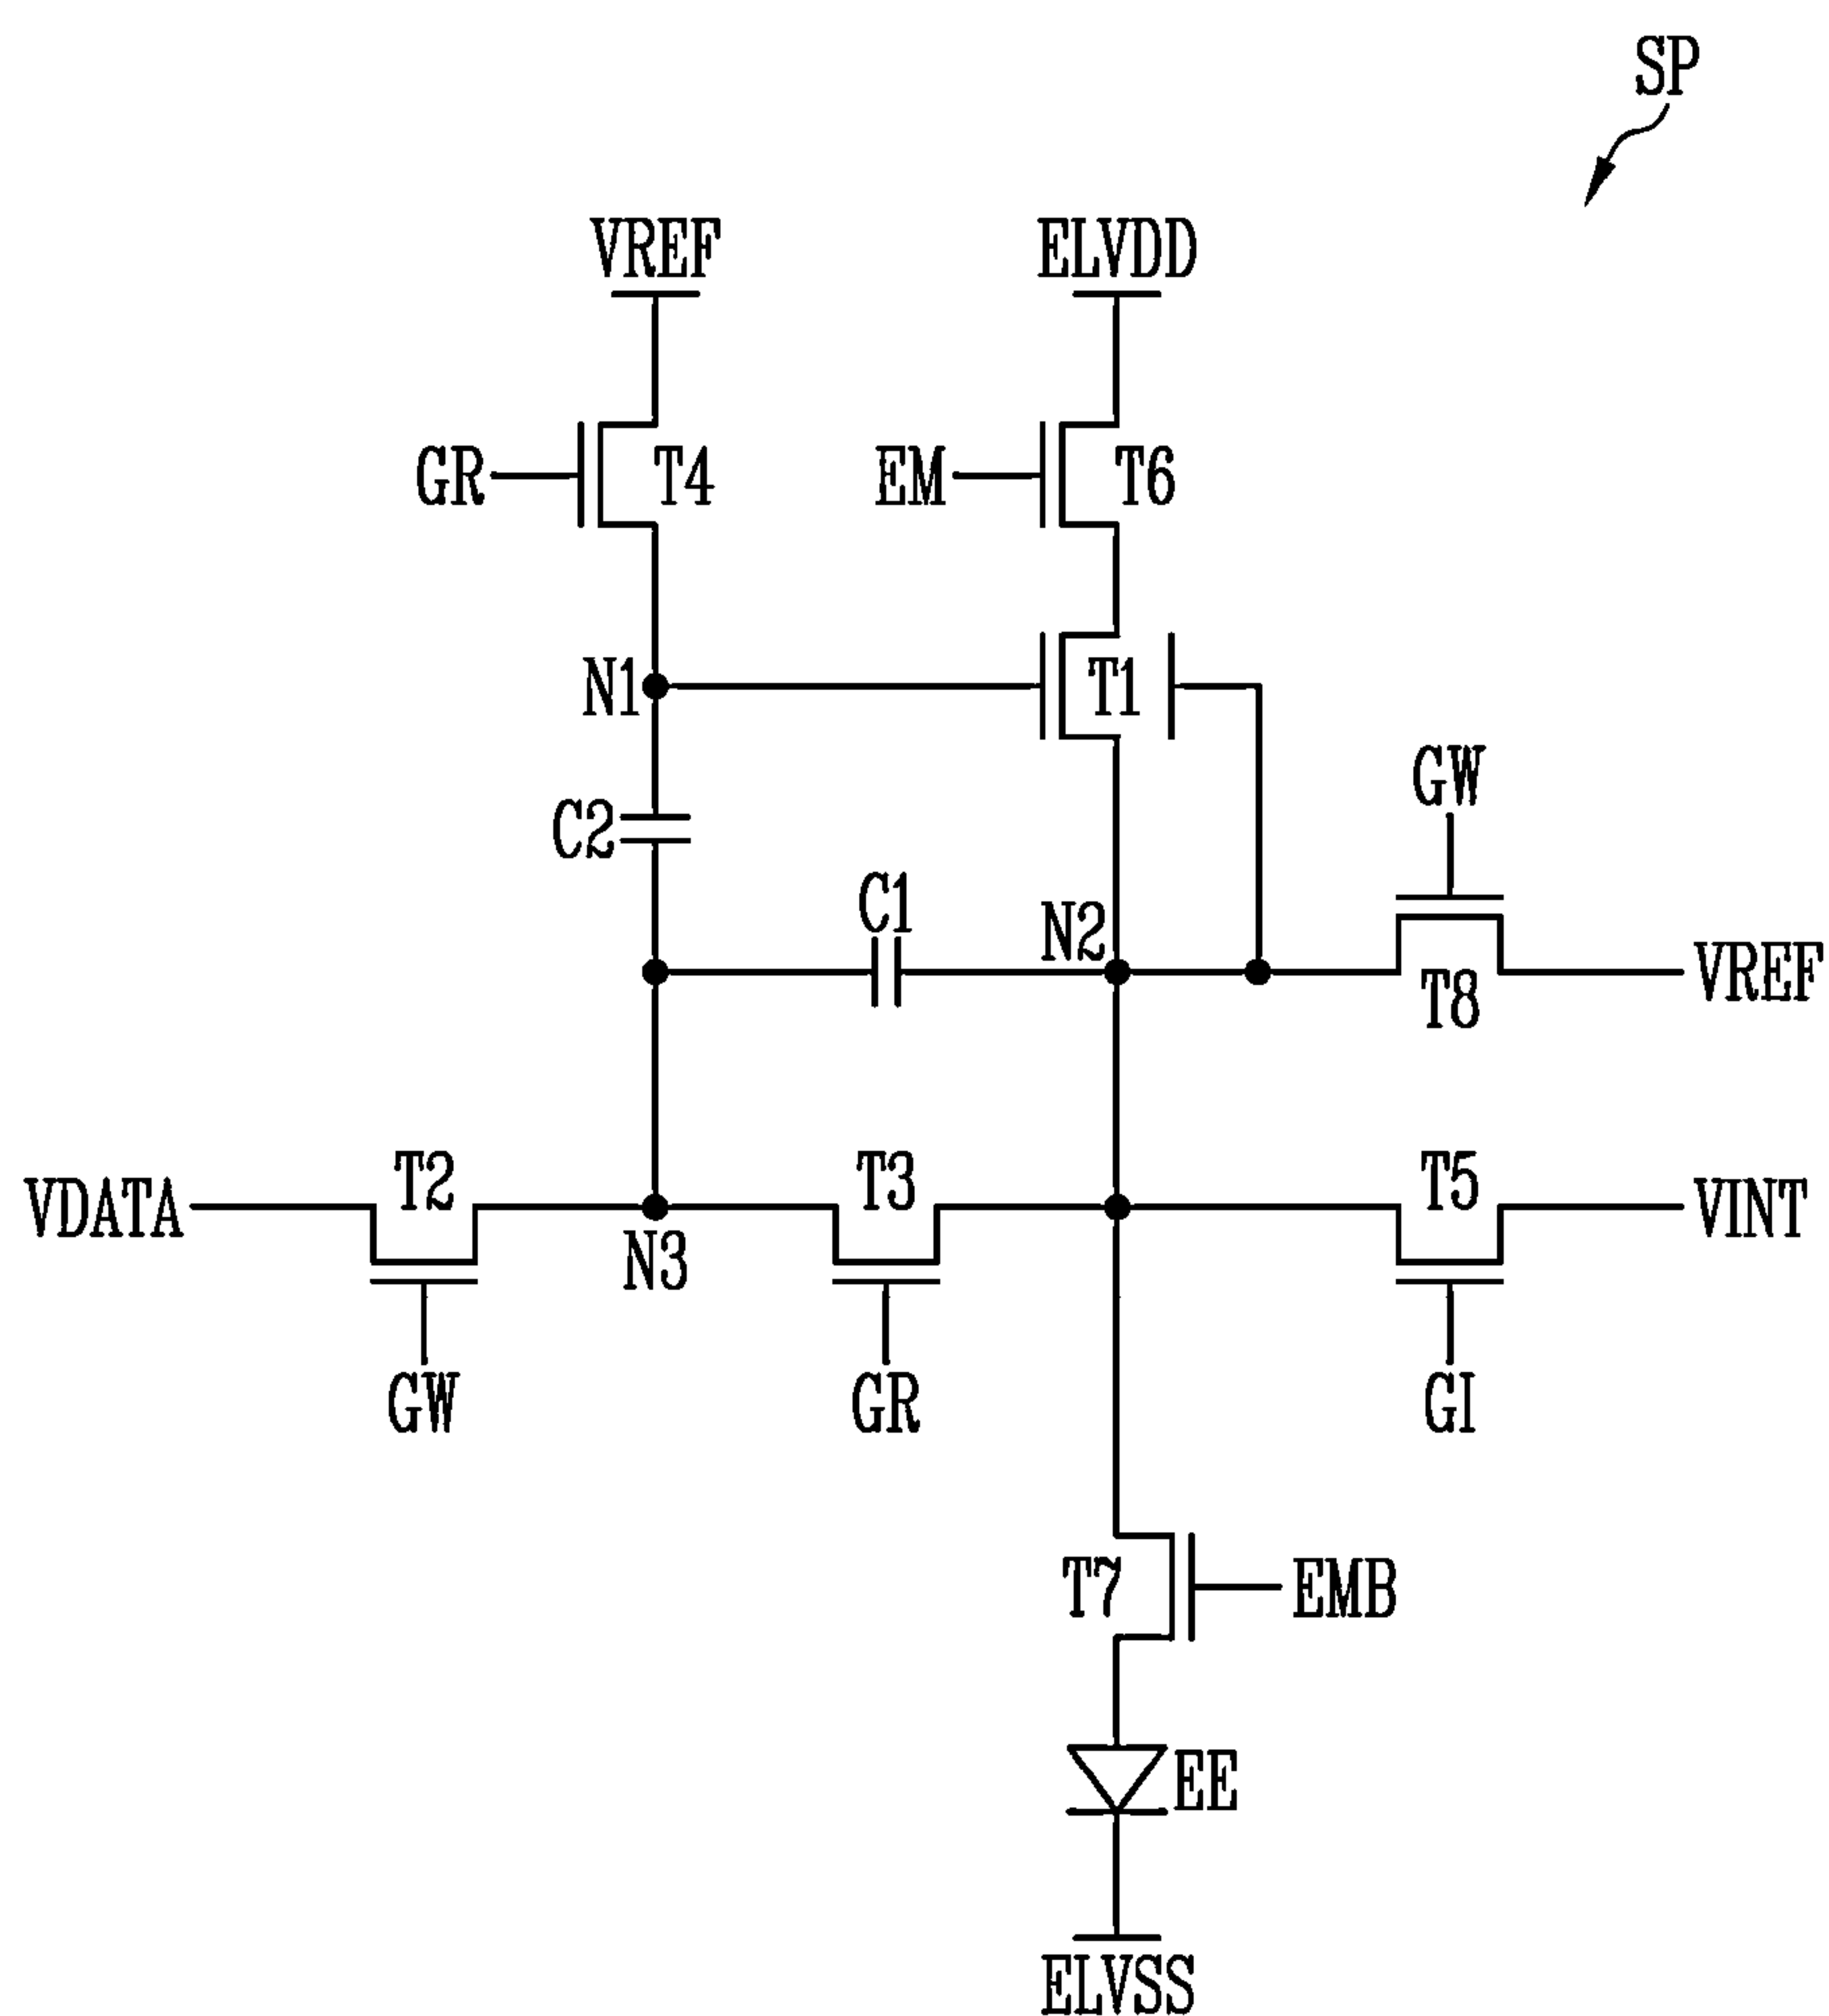 SP
VREF
ELVDD
GR
T4
EM
T6
N1
T1
GW
C2
C1
N2
T8
VREF
VDATA
T2
T3
T5
VINT
N3
GW
GR
GI
T7
EMB
EE
ELVSS